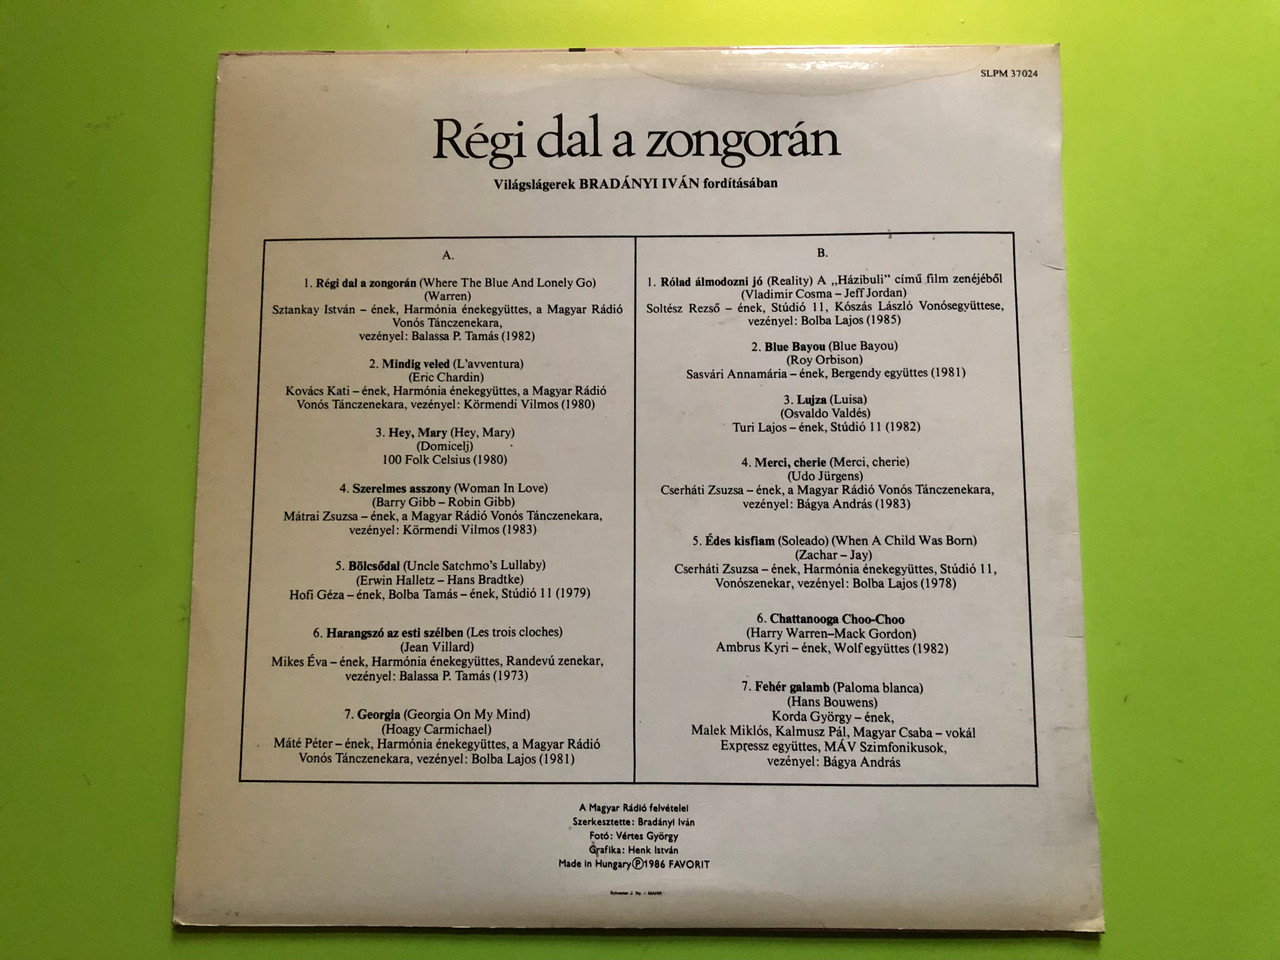 SLPM 37024
Régi dal a zongorán
Világslágerek BRADÁNYI IVÁN fordításában
A.
1. Régi dal a zongorán (Where The Blue And Lonely Go)
(Warren)
Sztankay István – ének, Harmónia énekegyüttes, a Magyar Rádió
Vonós Tánczenekara,
vezényel: Balassa P. Tamás (1982)
2. Mindig veled (L'avventura)
(Eric Chardin)
Kovács Kati – ének, Harmónia énekegyüttes, a Magyar Rádió
Vonós Tánczenekara, vezényel: Körmendi Vilmos (1980)
3. Hey, Mary (Hey, Mary)
(Domicelj)
100 Folk Celsius (1980)
4. Szerelmes asszony (Woman In Love)
(Barry Gibb – Robin Gibb)
Mátrai Zsuzsa – ének, a Magyar Rádió Vonós Tánczenekara,
vezényel: Körmendi Vilmos (1983)
5. Bölcsődal (Uncle Satchmo's Lullaby)
(Erwin Halletz – Hans Bradtke)
Hofi Géza – ének, Bolba Tamás – ének, Stúdió 11 (1979)
6. Harangszó az esti szélben (Les trois cloches)
(Jean Villard)
Mikes Éva – ének, Harmónia énekegyüttes, Randevú zenekar,
vezényel: Balassa P. Tamás (1973)
7. Georgia (Georgia On My Mind)
(Hoagy Carmichael)
Máté Péter – ének, Harmónia énekegyüttes, a Magyar Rádió
Vonós Tánczenekara, vezényel: Bolba Lajos (1981)
B.
1. Rólad álmodozni jó (Reality) A „Házibuli" című film zenéjéből
(Vladimir Cosma – Jeff Jordan)
Soltész Rezső – ének, Stúdió 11, Kószás László Vonósegyüttese,
vezényel: Bolba Lajos (1985)
2. Blue Bayou (Blue Bayou)
(Roy Orbison)
Sasvári Annamária – ének, Bergendy együttes (1981)
3. Lujza (Luisa)
(Osvaldo Valdés)
Turi Lajos – ének, Stúdió 11 (1982)
4. Merci, cherie (Merci, cherie)
(Udo Jürgens)
Cserháti Zsuzsa – ének, a Magyar Rádió Vonós Tánczenekara,
vezényel: Bágya András (1983)
5. Édes kisfiam (Soleado) (When A Child Was Born)
(Zachar – Jay)
Cserháti Zsuzsa – ének, Harmónia énekegyüttes, Stúdió 11,
Vonószenekar, vezényel: Bolba Lajos (1978)
6. Chattanooga Choo-Choo
(Harry Warren–Mack Gordon)
Ambrus Kyri – ének, Wolf együttes (1982)
7. Fehér galamb (Paloma blanca)
(Hans Bouwens)
Korda György – ének,
Malek Miklós, Kalmusz Pál, Magyar Csaba – vokál
Expressz együttes, MÁV Szimfonikusok,
vezényel: Bágya András
A Magyar Rádió felvételei
Szerkesztette: Bradányi Iván
Fotó: Vértes György
Grafika: Henk István
Made in Hungary Ⓟ1986 FAVORIT